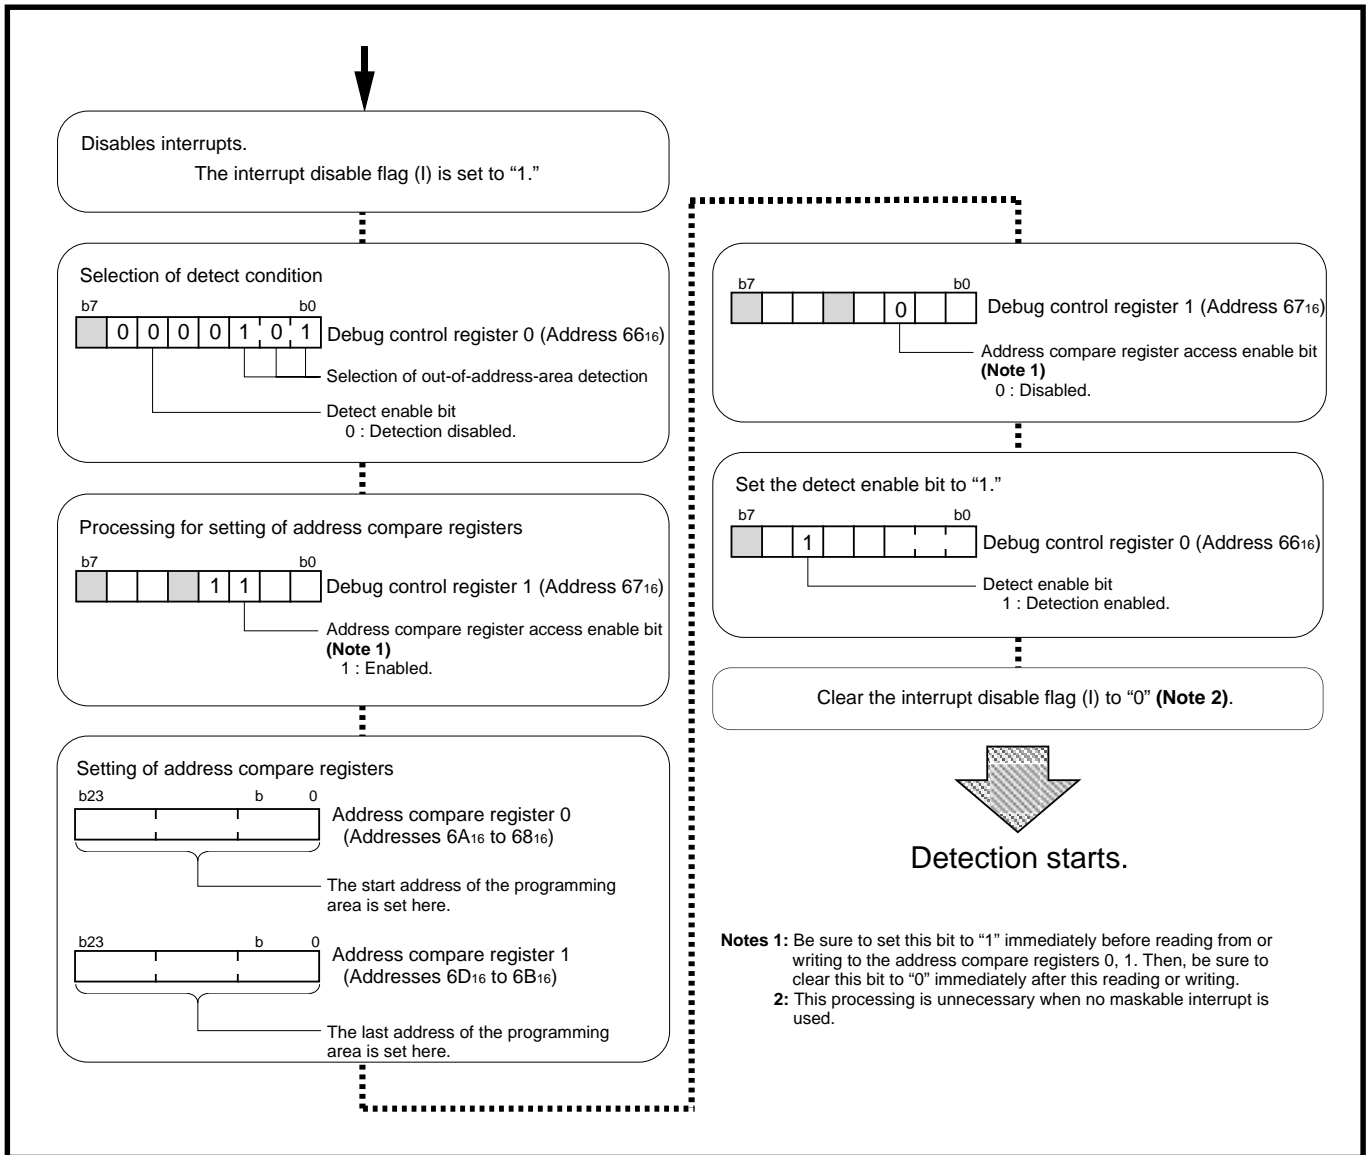 Disables interrupts.
The interrupt disable flag (I) is set to “1.”
Selection of detect condition
b7 b0
0 0 0 0 1 0 1 Debug control register 0 (Address 6616)
Selection of out-of-address-area detection
Detect enable bit
0 : Detection disabled.
Processing for setting of address compare registers
b7 b0
1 1 Debug control register 1 (Address 6716)
Address compare register access enable bit
(Note 1)
1 : Enabled.
Setting of address compare registers
b23 b 0
Address compare register 0
(Addresses 6A16 to 6816)
The start address of the programming
area is set here.
b23 b 0
Address compare register 1
(Addresses 6D16 to 6B16)
The last address of the programming
area is set here.
b7 b0
0 Debug control register 1 (Address 6716)
Address compare register access enable bit
(Note 1)
0 : Disabled.
Set the detect enable bit to “1.”
b7 b0
1 Debug control register 0 (Address 6616)
Detect enable bit
1 : Detection enabled.
Clear the interrupt disable flag (I) to “0” (Note 2).
Detection starts.
Notes 1: Be sure to set this bit to “1” immediately before reading from or
writing to the address compare registers 0, 1. Then, be sure to
clear this bit to “0” immediately after this reading or writing.
2: This processing is unnecessary when no maskable interrupt is
used.